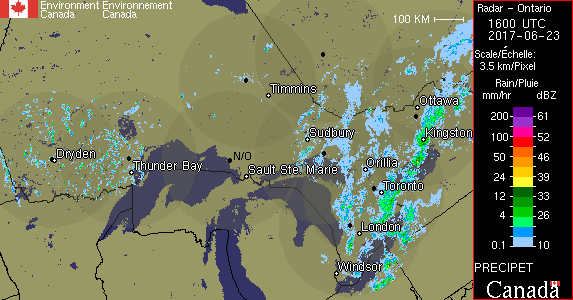 Environment Environnement
Canada Canada
100 KM
Timmins
Ottawa
Sudbury
Kingston
Dryden
Thunder Bay
N/O
Sault Ste. Marie
Orillia
Toronto
London
Windsor
Radar - Ontario
1600 UTC
2017-06-23
Scale/Échelle:
3.5 km/Pixel
Rain/Pluie
mm/hr dBZ
200 61
100 52
50 46
24 39
12 33
4 26
0.1 10
PRECIPET
Canada